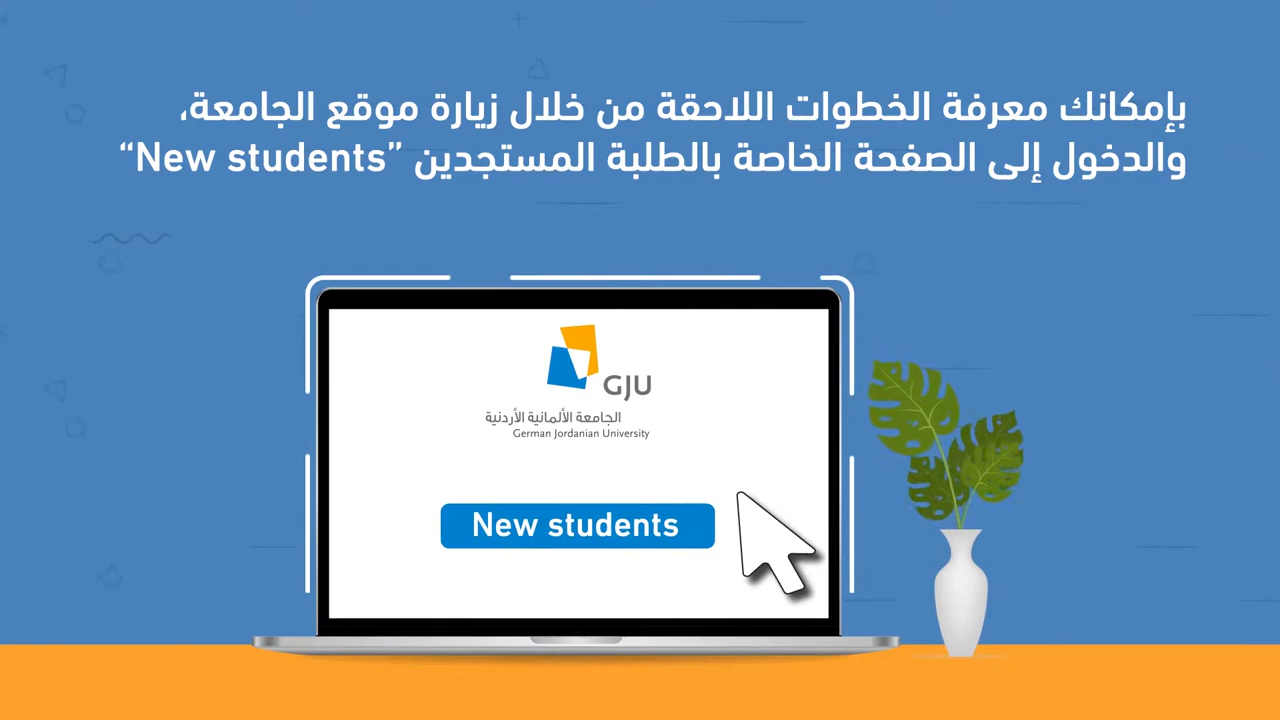 بإمكانك معرفة الخطوات اللاحقة من خلال زيارة موقع الجامعة،
والدخول إلى الصفحة الخاصة بالطلبة المستجدين ”New students“
GJU
الجامعة الألمانية الأردنية
German Jordanian University
New students